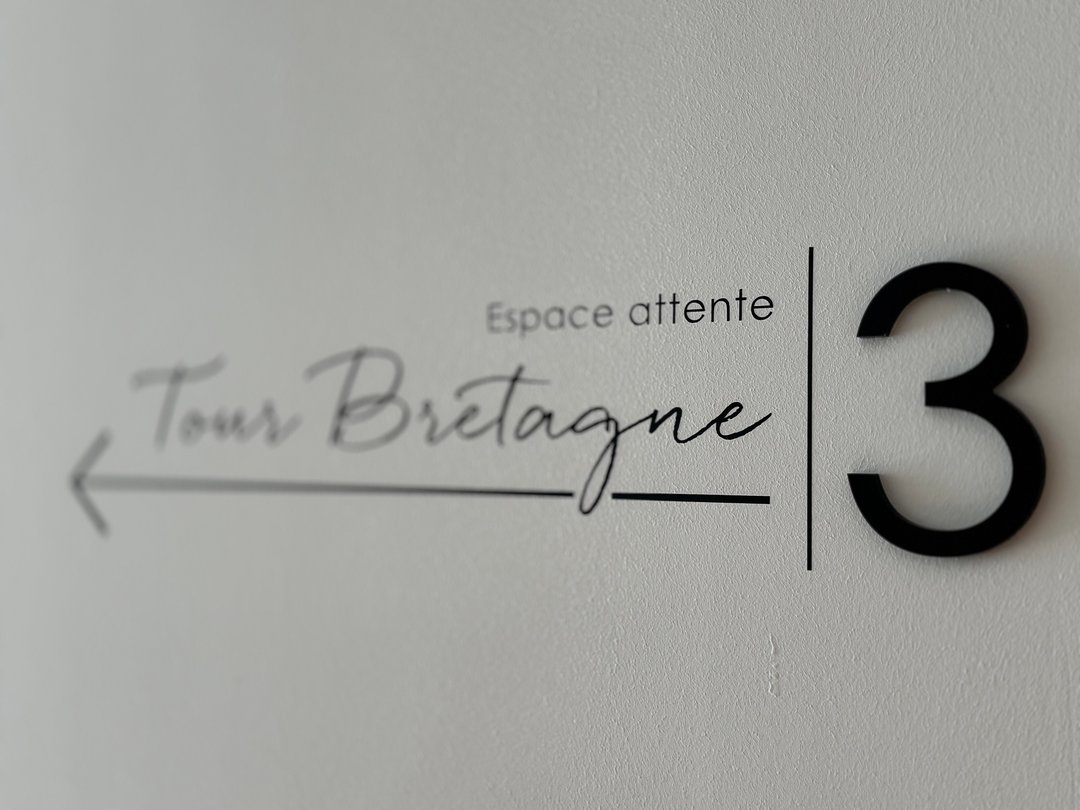 Espace attente
Tour Bretagne
3